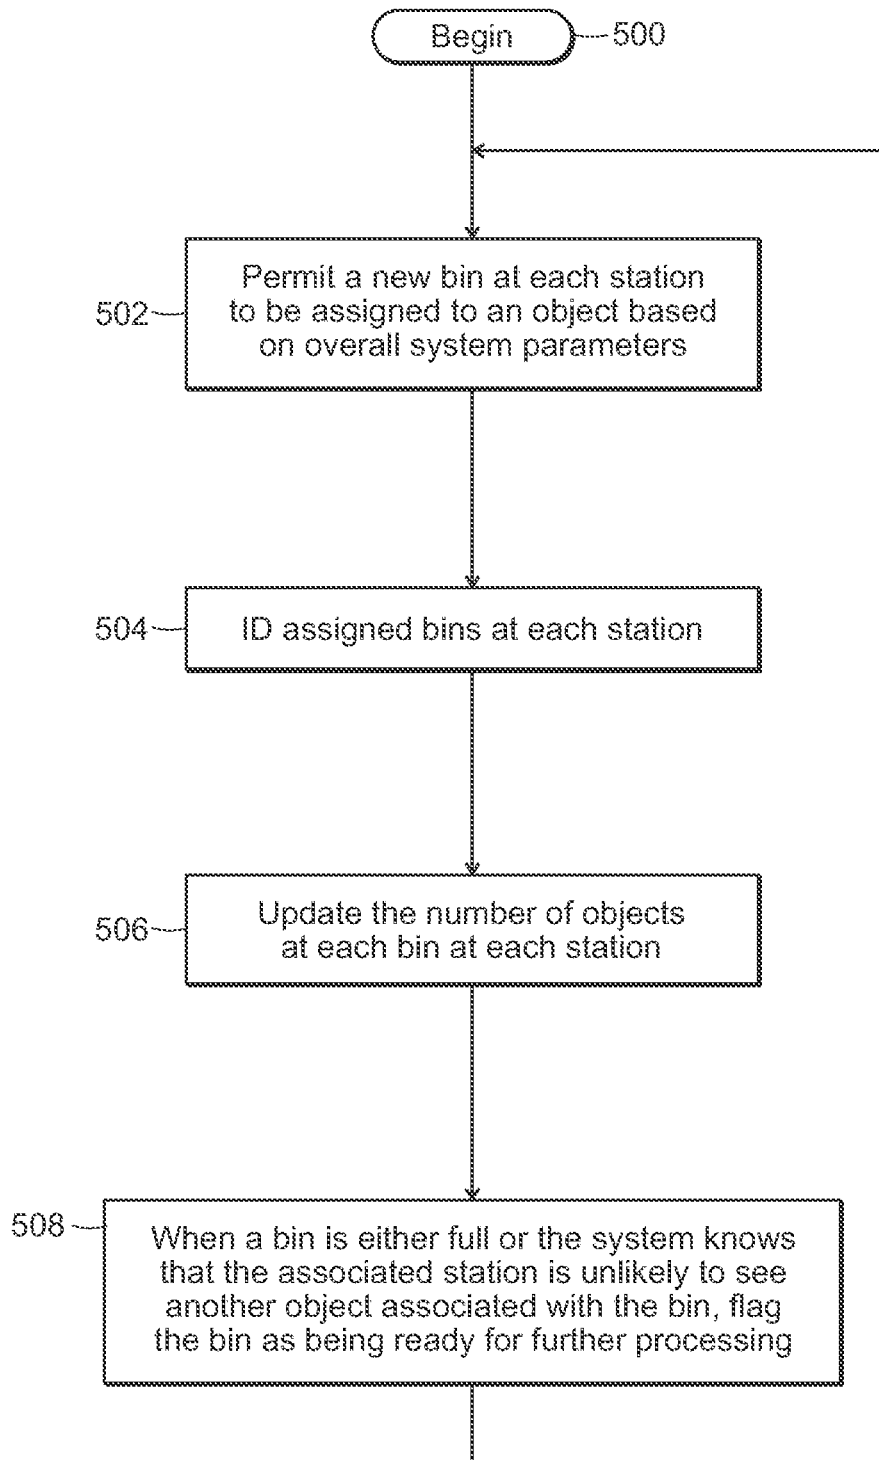 Begin
500
502
Permit a new bin at each station
to be assigned to an object based
on overall system parameters
504
ID assigned bins at each station
506
Update the number of objects
at each bin at each station
508
When a bin is either full or the system knows
that the associated station is unlikely to see
another object associated with the bin, flag
the bin as being ready for further processing